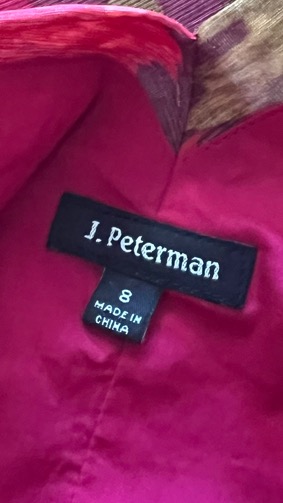 J. Peterman
8
MADE IN
CHINA